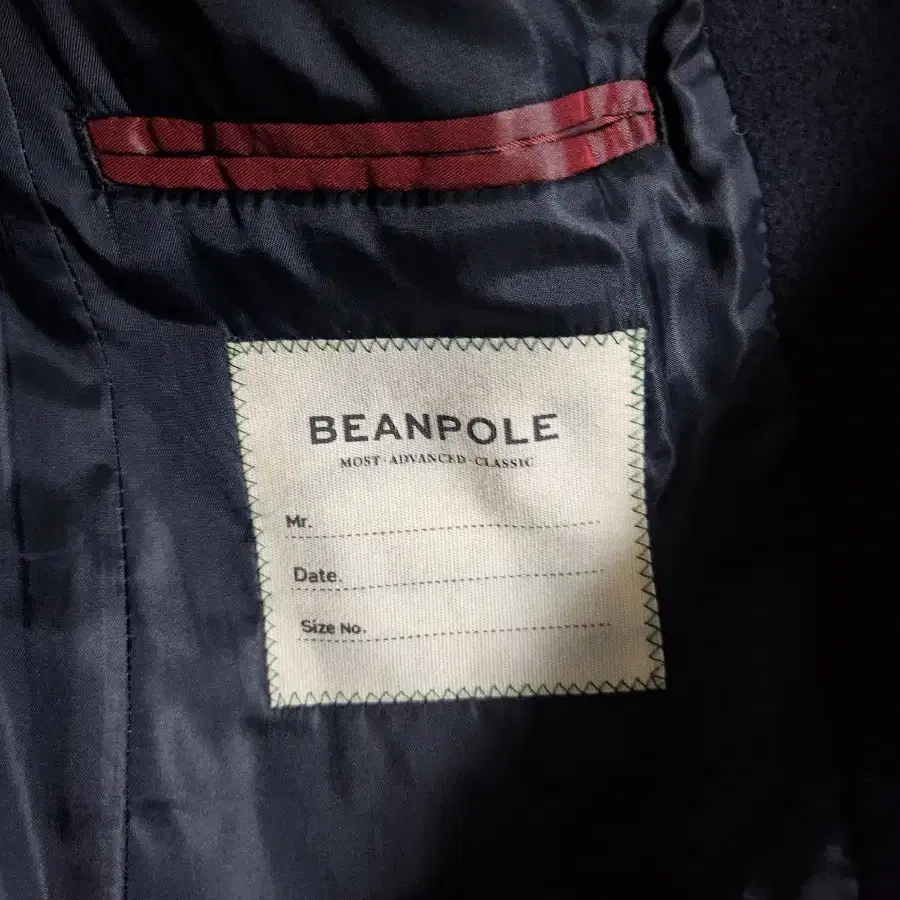 BEANPOLE
MOST·ADVANCED·CLASSIC
Mr.
Date.
Size No.